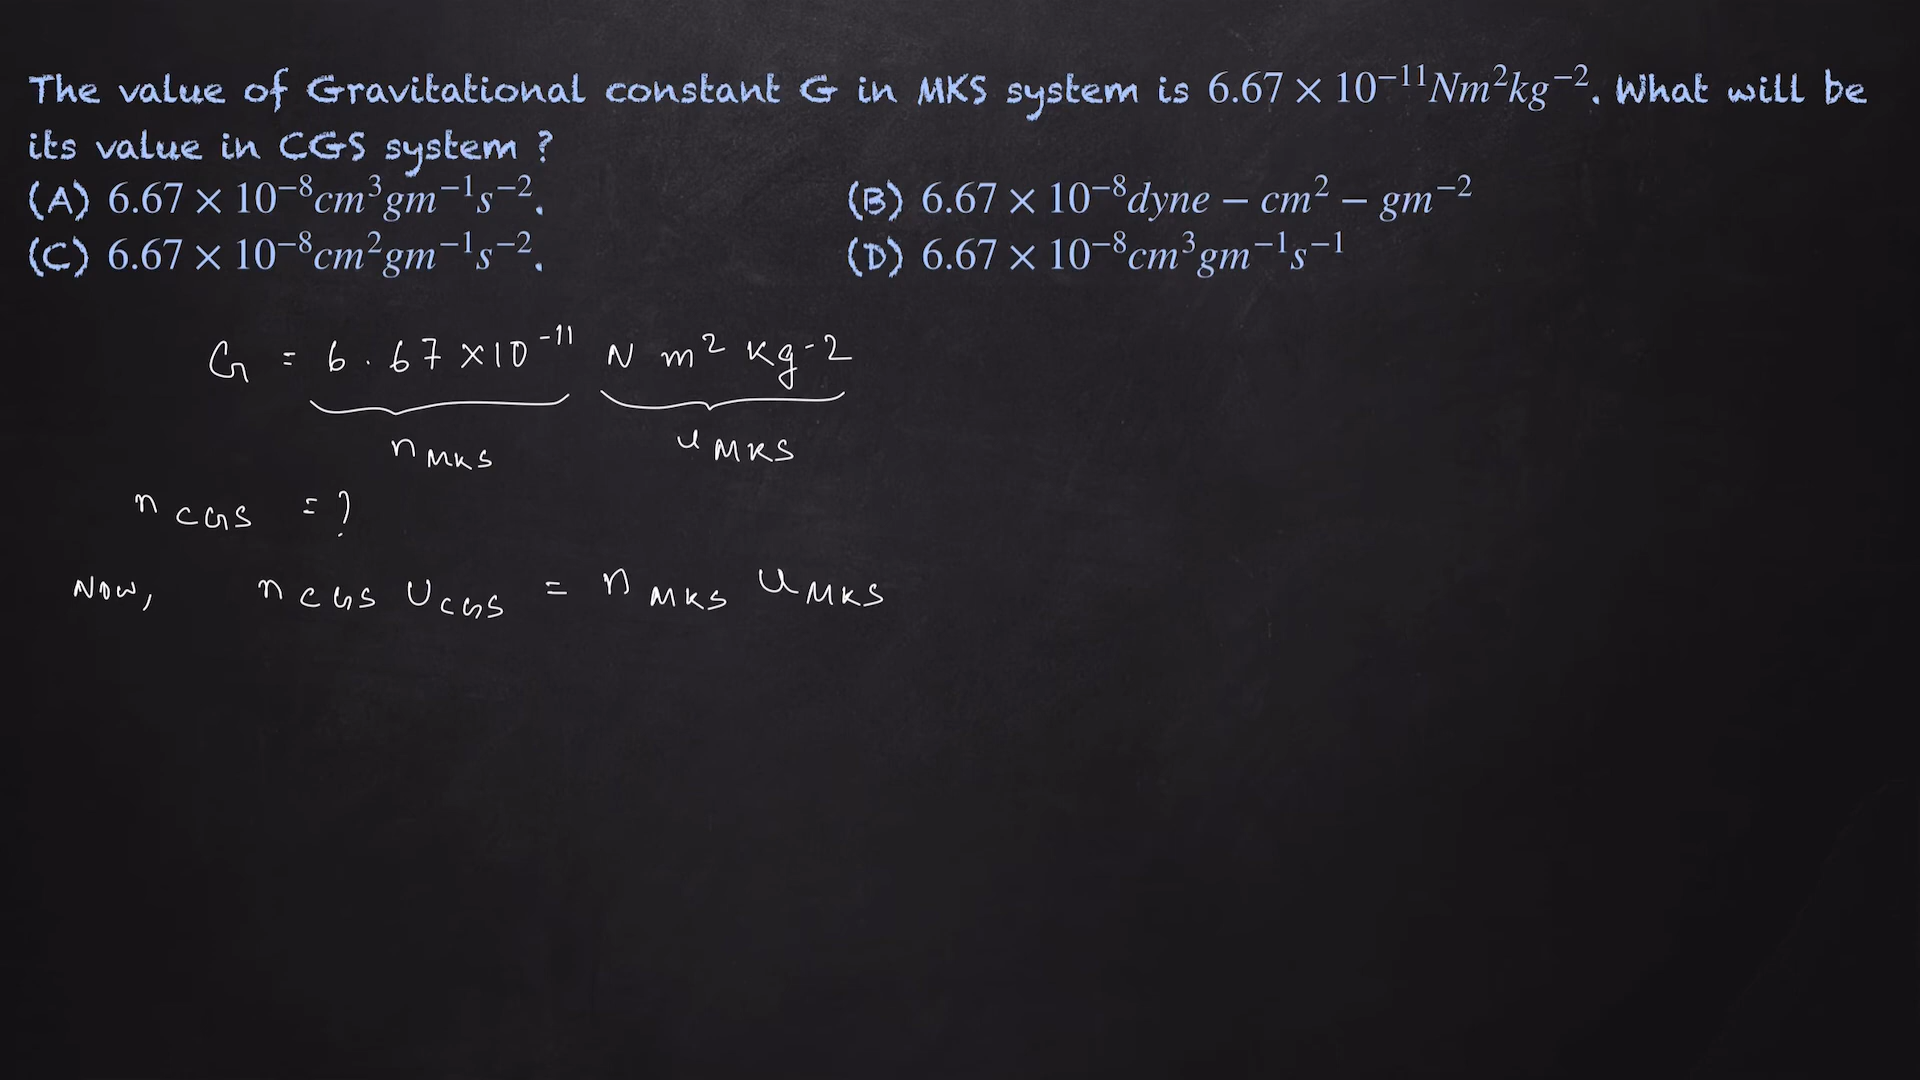 The value of Gravitational constant G in MKS system is 6.67 × 10⁻¹¹Nm²kg⁻². What will be
its value in CGS system ?
(A) 6.67 × 10⁻⁸cm³gm⁻¹s⁻². (B) 6.67 × 10⁻⁸dyne – cm² – gm⁻²
(C) 6.67 × 10⁻⁸cm²gm⁻¹s⁻². (D) 6.67 × 10⁻⁸cm³gm⁻¹s⁻¹
G = 6.67 × 10⁻¹¹ N m² kg-2
n MKS u MKS
n CGS = ?
Now, n CGS U CGS = n MKS u MKS